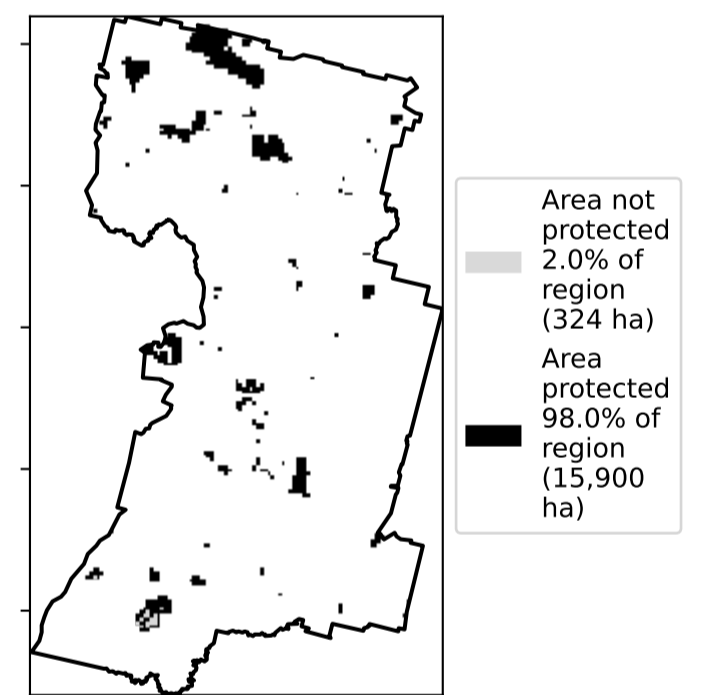 Area not
protected
2.0% of
region
(324 ha)
Area
protected
98.0% of
region
(15,900
ha)